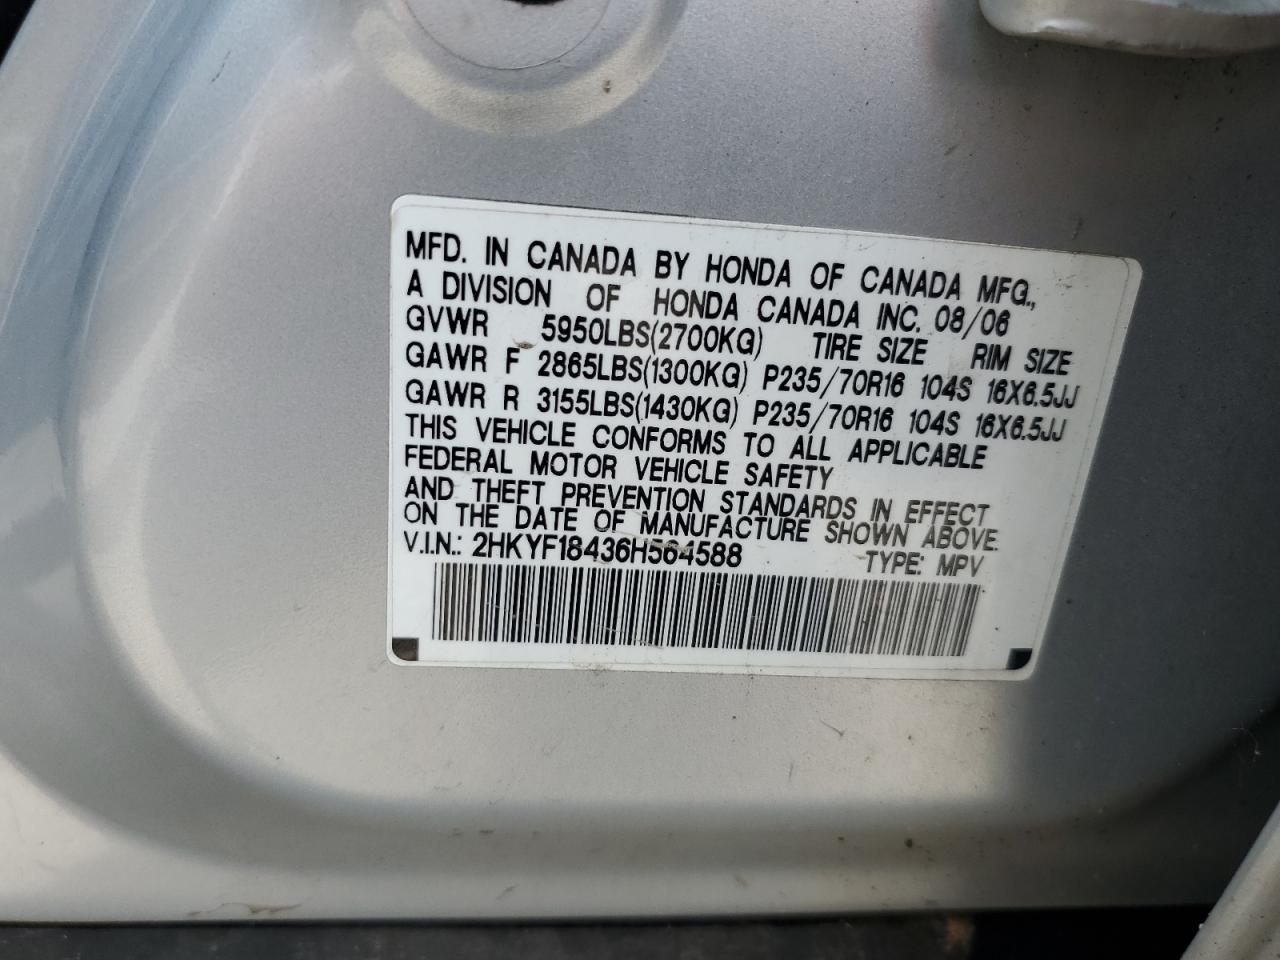 MFD. IN CANADA BY HONDA OF CANADA MFG.,
A DIVISION OF HONDA CANADA INC. 08/06
GVWR 5950LBS(2700KG) TIRE SIZE RIM SIZE
GAWR F 2865LBS(1300KG) P235/70R16 104S 16X6.5JJ
GAWR R 3155LBS(1430KG) P235/70R16 104S 16X6.5JJ
THIS VEHICLE CONFORMS TO ALL APPLICABLE
FEDERAL MOTOR VEHICLE SAFETY
AND THEFT PREVENTION STANDARDS IN EFFECT
ON THE DATE OF MANUFACTURE SHOWN ABOVE.
V.I.N.: 2HKYF18436H564588 TYPE: MPV